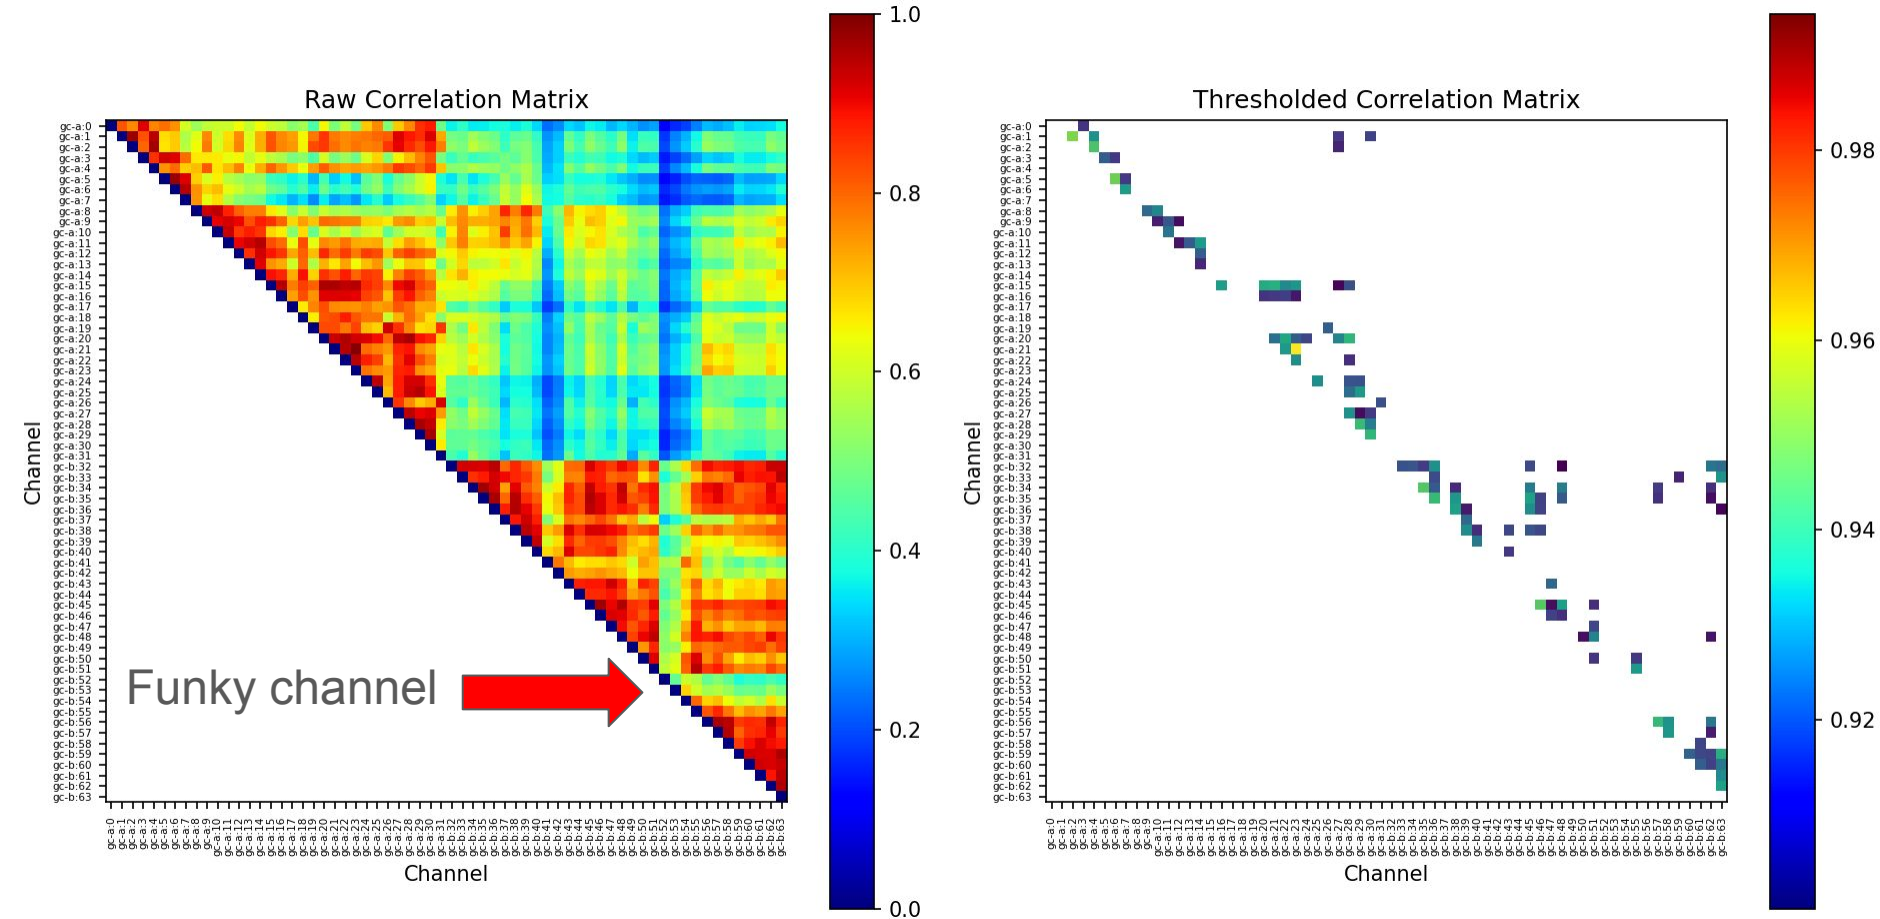 Raw Correlation Matrix
Thresholded Correlation Matrix
1.0
0.8
0.6
0.4
0.2
0.0
0.98
0.96
0.94
0.92
Channel
gc-a:0
gc-a:1
gc-a:2
gc-a:3
gc-a:4
gc-a:5
gc-a:6
gc-a:7
gc-a:8
gc-a:9
gc-a:10
gc-a:11
gc-a:12
gc-a:13
gc-a:14
gc-a:15
gc-a:16
gc-a:17
gc-a:18
gc-a:19
gc-a:20
gc-a:21
gc-a:22
gc-a:23
gc-a:24
gc-a:25
gc-a:26
gc-a:27
gc-a:28
gc-a:29
gc-a:30
gc-a:31
gc-b:32
gc-b:33
gc-b:34
gc-b:35
gc-b:36
gc-b:37
gc-b:38
gc-b:39
gc-b:40
gc-b:41
gc-b:42
gc-b:43
gc-b:44
gc-b:45
gc-b:46
gc-b:47
gc-b:48
gc-b:49
gc-b:50
gc-b:51
gc-b:52
gc-b:53
gc-b:54
gc-b:55
gc-b:56
gc-b:57
gc-b:58
gc-b:59
gc-b:60
gc-b:61
gc-b:62
gc-b:63
Funky channel
Channel
Channel
Channel